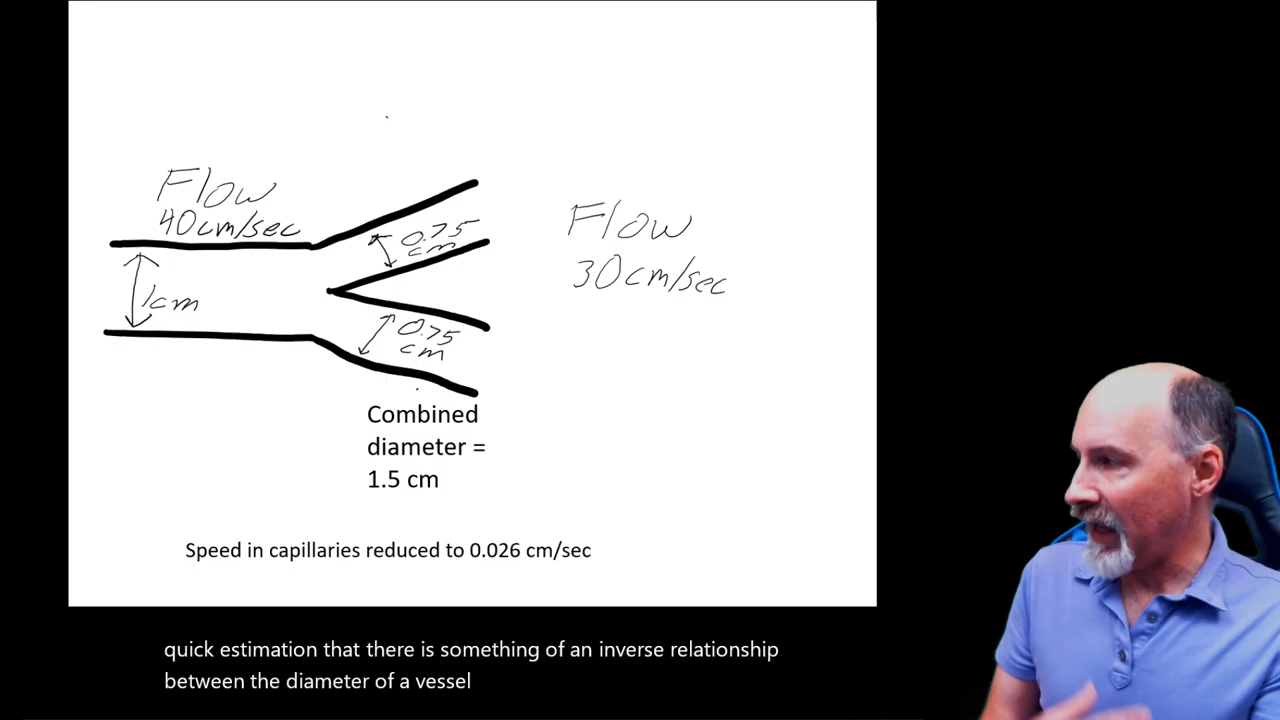 Flow
40cm/sec
1cm
0.75
cm
0.75
cm
Flow
30cm/sec
Combined
diameter =
1.5 cm
Speed in capillaries reduced to 0.026 cm/sec
quick estimation that there is something of an inverse relationship
between the diameter of a vessel